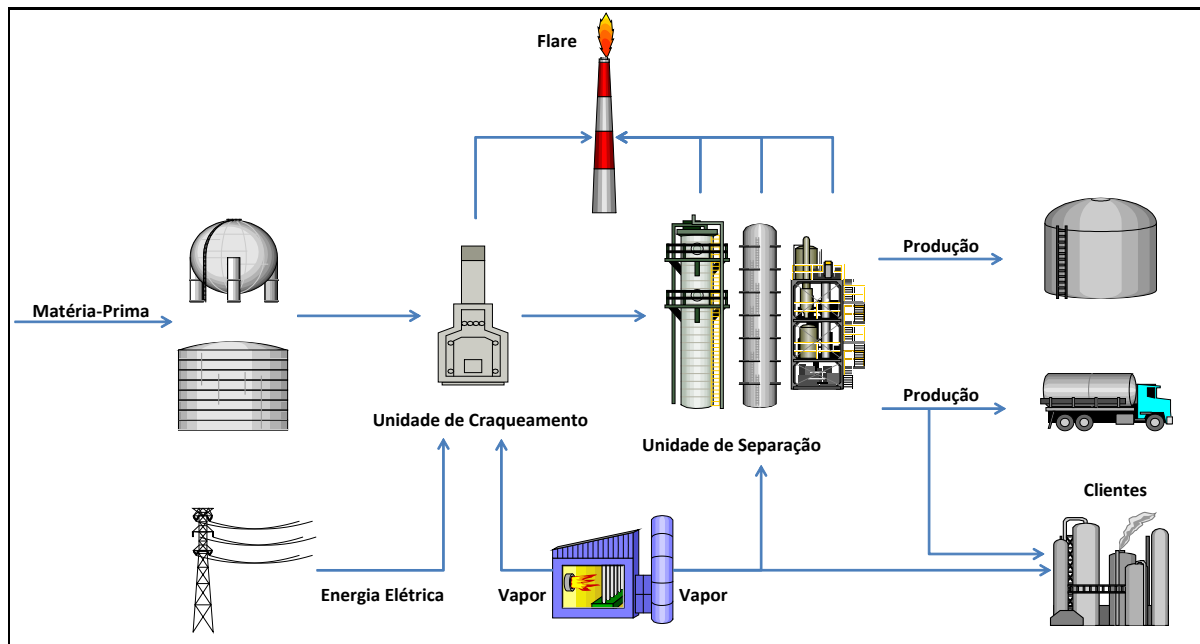 Flare
Produção
Matéria-Prima
Produção
Unidade de Craqueamento
Unidade de Separação
Clientes
Energia Elétrica
Vapor
Vapor